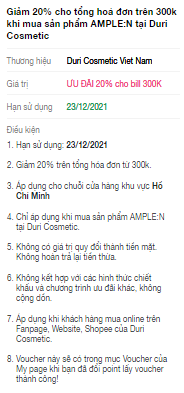 Giảm 20% cho tổng hoá đơn trên 300k
khi mua sản phẩm AMPLE:N tại Duri
Cosmetic
Thương hiệu Duri Cosmetic Viet Nam
Giá trị ƯU ĐÃI 20% cho bill 300K
Hạn sử dụng 23/12/2021
Điều kiện
1. Hạn sử dụng: 23/12/2021
2. Giảm 20% trên tổng hóa đơn từ 300k.
3. Áp dụng cho chuỗi cửa hàng khu vực Hồ
Chí Minh
4. Chỉ áp dụng khi mua sản phẩm AMPLE:N
tại Duri Cosmetic.
5. Không có giá trị quy đổi thành tiền mặt.
Không hoàn trả lại tiền thừa.
6. Không kết hợp với các hình thức chiết
khấu và chương trình ưu đãi khác, không
cộng dồn.
7. Áp dụng khi khách hàng mua online trên
Fanpage, Website, Shopee của Duri
Cosmetic.
8. Voucher này sẽ có trong mục Voucher của
My page khi bạn đã đổi point lấy voucher
thành công!